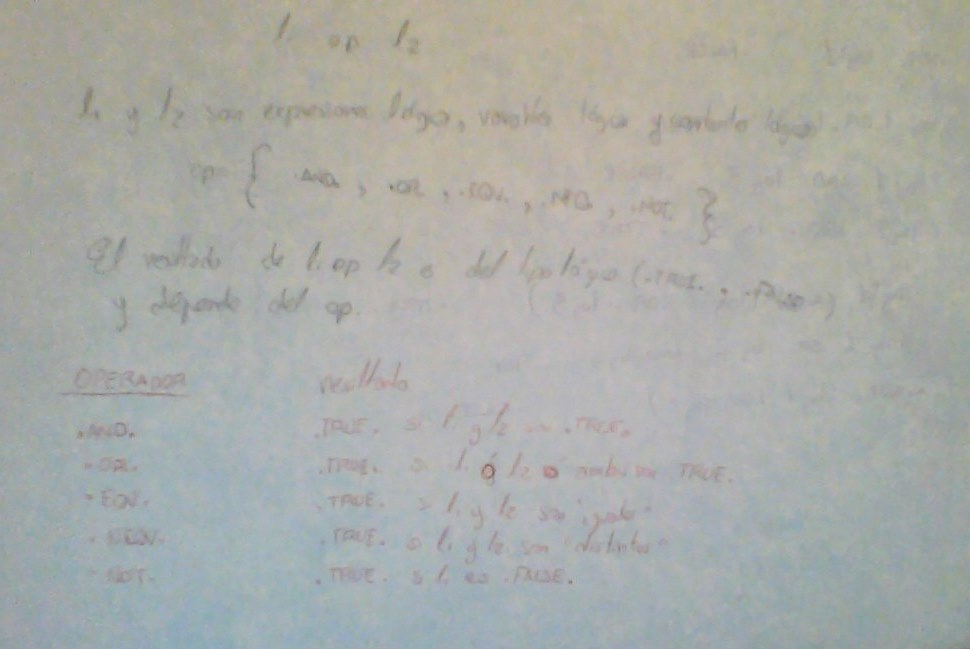 l₁ op l₂
l₁ y l₂ son expresiones lógicas, variables lógicas y constantes lógicas.
op = { .AND. , .OR. , .EQV. , , .NOT. }
El resultado de l₁ op l₂ es del tipo lógico (.TRUE. , .FALSE.)
y depende del op.
OPERADOR resultado
.AND. .TRUE. si l₁ y l₂ son .TRUE.
.OR. .TRUE. si l₁ ó l₂ o ambas son TRUE.
.EQV. .TRUE. si l₁ y l₂ son "iguales"
.NEQV. .TRUE. si l₁ y l₂ son "distintos"
.NOT. .TRUE. si l₁ es .FALSE.